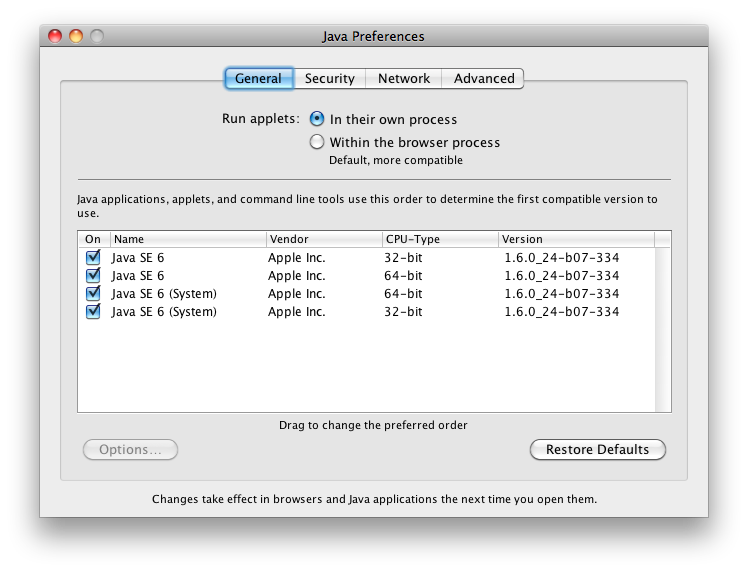 Java Preferences
General Security Network Advanced
Run applets: In their own process
Within the browser process
Default, more compatible
Java applications, applets, and command line tools use this order to determine the first compatible version to
use.
On Name Vendor CPU-Type Version
Java SE 6 Apple Inc. 32-bit 1.6.0_24-b07-334
Java SE 6 Apple Inc. 64-bit 1.6.0_24-b07-334
Java SE 6 (System) Apple Inc. 64-bit 1.6.0_24-b07-334
Java SE 6 (System) Apple Inc. 32-bit 1.6.0_24-b07-334
Drag to change the preferred order
Options... Restore Defaults
Changes take effect in browsers and Java applications the next time you open them.